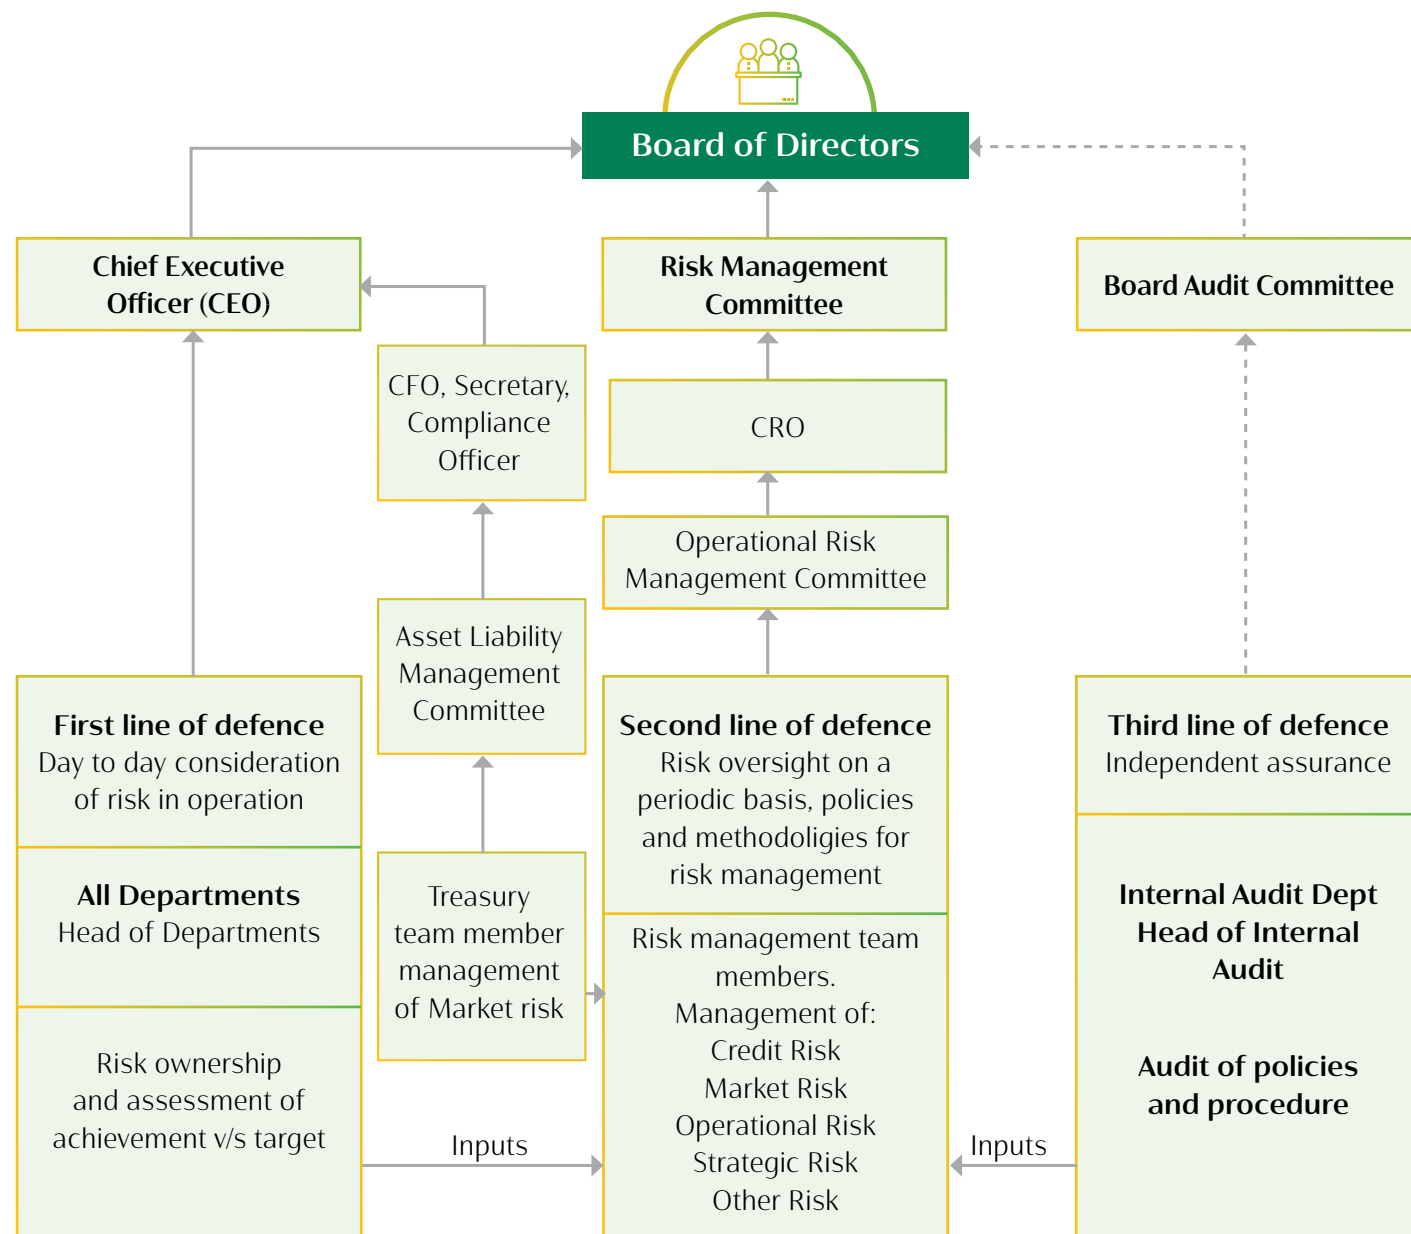 Board of Directors
Chief Executive
Officer (CEO)
Risk Management
Committee
Board Audit Committee
CFO, Secretary,
Compliance
Officer
CRO
Operational Risk
Management Committee
Asset Liability
Management
Committee
First line of defence
Day to day consideration
of risk in operation
All Departments
Head of Departments
Risk ownership
and assessment of
achievement v/s target
Treasury
team member
management
of Market risk
Inputs
Second line of defence
Risk oversight on a
periodic basis, policies
and methodoligies for
risk management
Risk management team
members.
Management of:
Credit Risk
Market Risk
Operational Risk
Strategic Risk
Other Risk
Inputs
Third line of defence
Independent assurance
Internal Audit Dept
Head of Internal
Audit
Audit of policies
and procedure